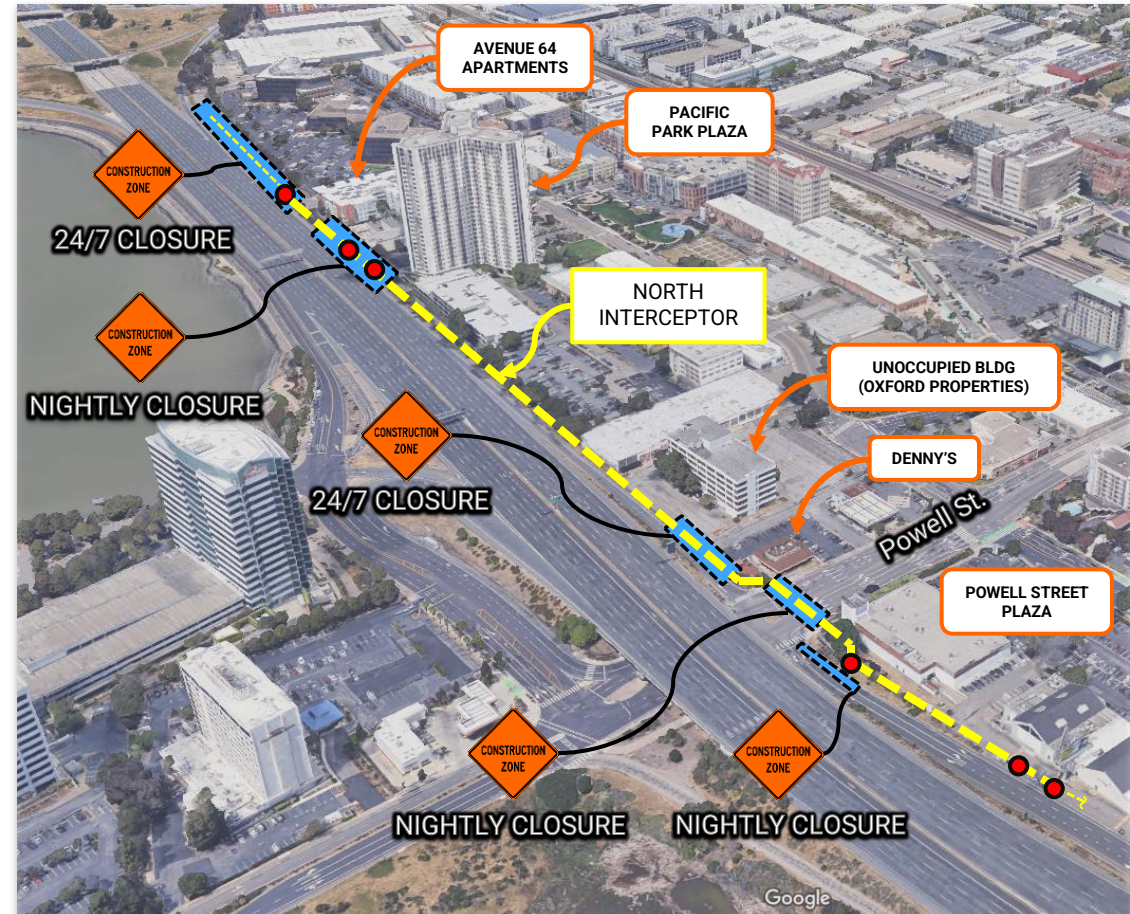 AVENUE 64
APARTMENTS
PACIFIC
PARK PLAZA
CONSTRUCTION
ZONE
24/7 CLOSURE
NORTH
INTERCEPTOR
CONSTRUCTION
ZONE
NIGHTLY CLOSURE
UNOCCUPIED BLDG
(OXFORD PROPERTIES)
CONSTRUCTION
ZONE
24/7 CLOSURE
DENNY'S
Powell St.
POWELL STREET
PLAZA
CONSTRUCTION
ZONE
NIGHTLY CLOSURE
CONSTRUCTION
ZONE
NIGHTLY CLOSURE
Google